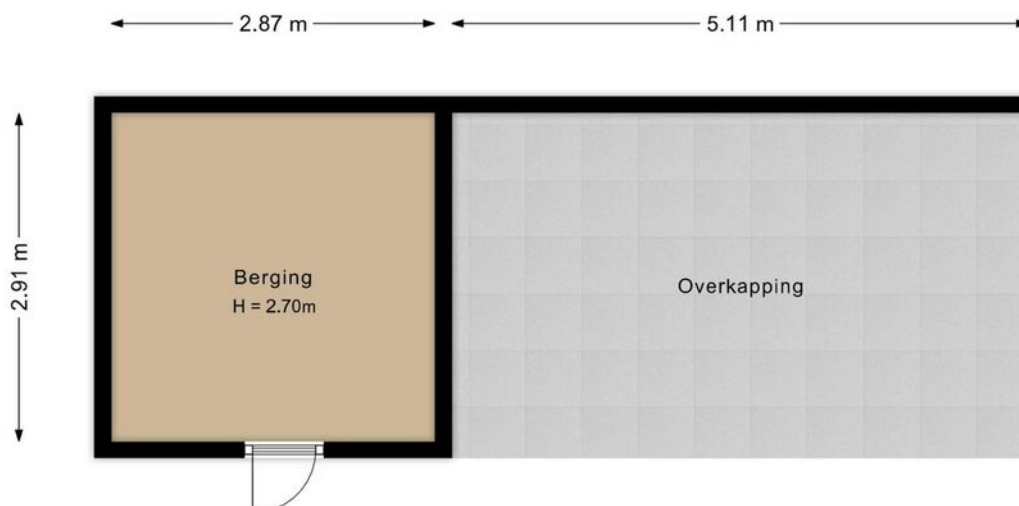 2.87 m
5.11 m
2.91 m
Berging
H = 2.70m
Overkapping